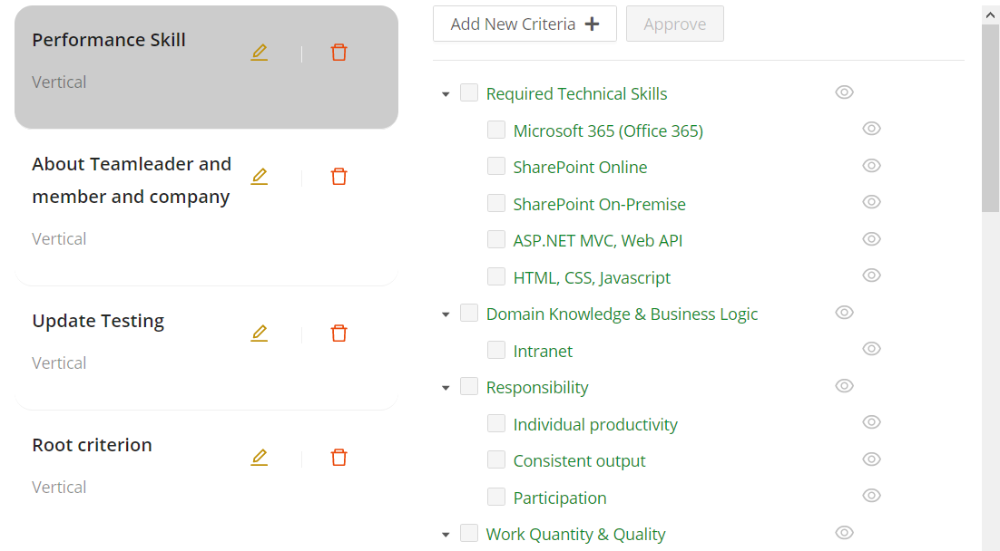 Performance Skill
Vertical
About Teamleader and
member and company
Vertical
Update Testing
Vertical
Root criterion
Vertical
Add New Criteria
Approve
Required Technical Skills
Microsoft 365 (Office 365)
SharePoint Online
SharePoint On-Premise
ASP.NET MVC, Web API
HTML, CSS, Javascript
Domain Knowledge & Business Logic
Intranet
Responsibility
Individual productivity
Consistent output
Participation
Work Quantity & Quality